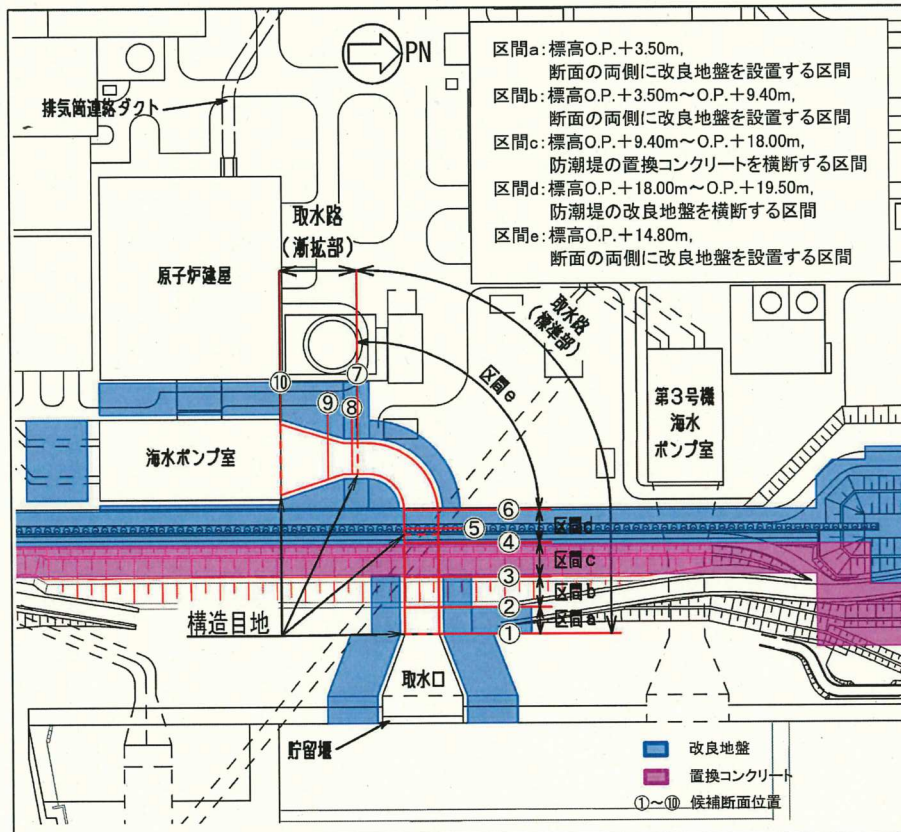 PN
区間a:標高O.P.+3.50m,
断面の両側に改良地盤を設置する区間
区間b:標高O.P.+3.50m~O.P.+9.40m,
断面の両側に改良地盤を設置する区間
区間c:標高O.P.+9.40m~O.P.+18.00m,
防潮堤の置換コンクリートを横断する区間
区間d:標高O.P.+18.00m~O.P.+19.50m,
防潮堤の改良地盤を横断する区間
区間e:標高O.P.+14.80m,
断面の両側に改良地盤を設置する区間
排気筒連絡ダクト
取水路
(漸拡部)
原子炉建屋
取水路
(標準部)
区間e
第3号機
海水
ポンプ室
⑩
⑦
⑨
⑧
海水ポンプ室
⑥
区間d
⑤
④
区間c
③
区間b
②
区間a
①
構造目地
取水口
貯留堰
改良地盤
置換コンクリート
①~⑩ 候補断面位置